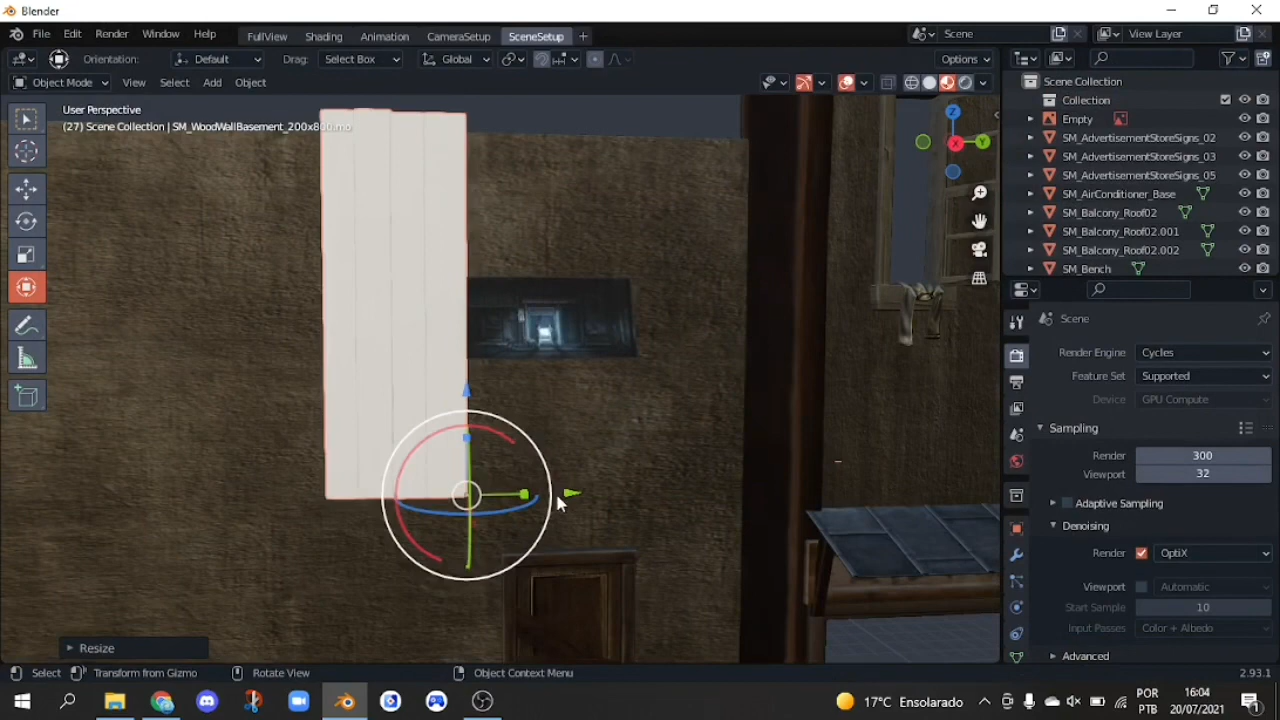 Blender
File Edit Render Window Help FullView Shading Animation CameraSetup SceneSetup + Scene View Layer
Orientation: Default Drag: Select Box Global Options
Object Mode View Select Add Object
User Perspective
(27) Scene Collection | SM_WoodWallBasement_200x800.mo
X Y Z
Scene Collection
Collection
Empty
SM_AdvertisementStoreSigns_02
SM_AdvertisementStoreSigns_03
SM_AdvertisementStoreSigns_05
SM_AirConditioner_Base
SM_Balcony_Roof02
SM_Balcony_Roof02.001
SM_Balcony_Roof02.002
SM_Bench
Scene
Render Engine Cycles
Feature Set Supported
Device GPU Compute
Sampling
Render 300
Viewport 32
Adaptive Sampling
Denoising
Render OptiX
Viewport Automatic
Start Sample 10
Input Passes Color + Albedo
Advanced
Resize
Select Transform from Gizmo Rotate View Object Context Menu 2.93.1
17°C Ensolarado POR PTB 16:04 20/07/2021 1